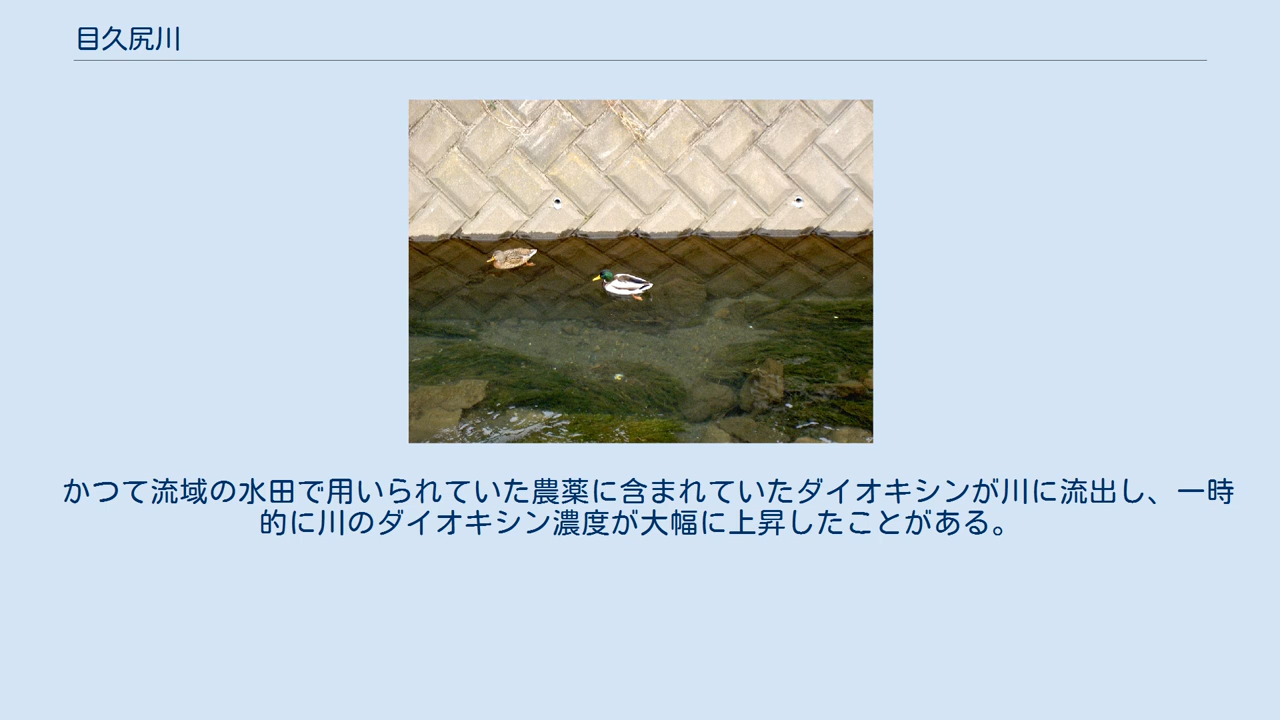 目久尻川
かつて流域の水田で用いられていた農薬に含まれていたダイオキシンが川に流出し、一時
的に川のダイオキシン濃度が大幅に上昇したことがある。